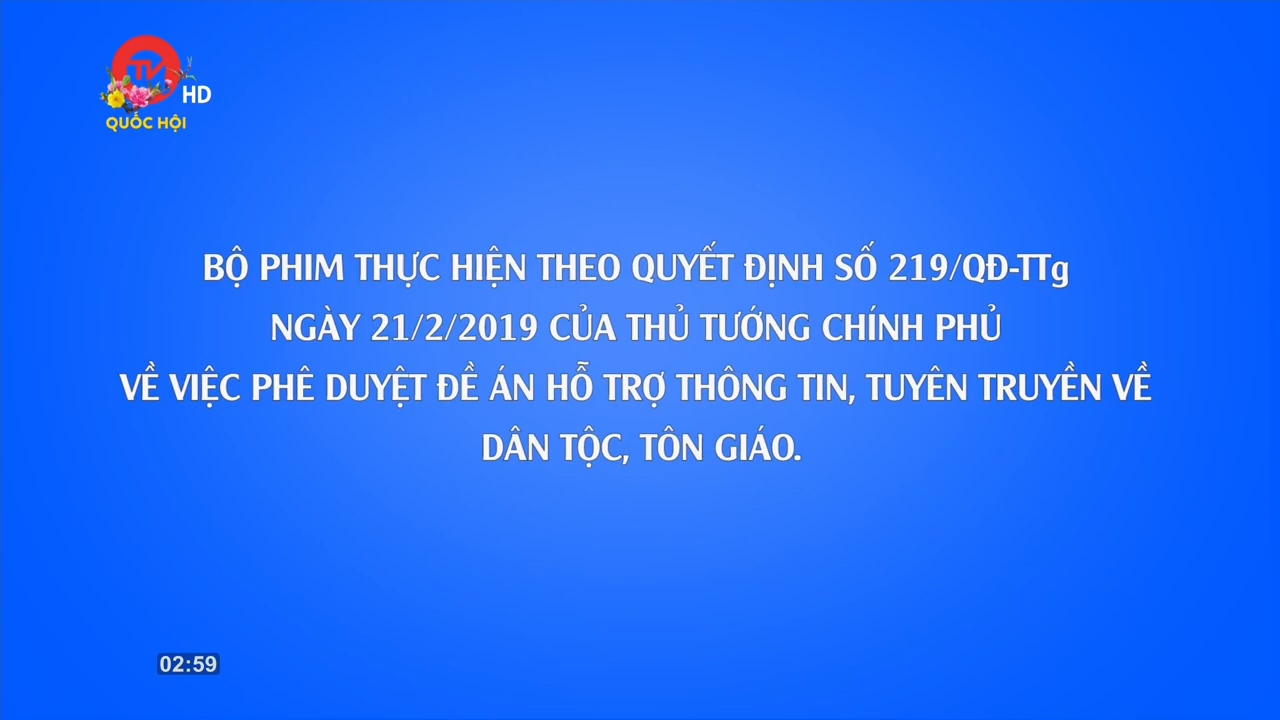 TV
HD
QUỐC HỘI
BỘ PHIM THỰC HIỆN THEO QUYẾT ĐỊNH SỐ 219/QĐ-TTg
NGÀY 21/2/2019 CỦA THỦ TƯỚNG CHÍNH PHỦ
VỀ VIỆC PHÊ DUYỆT ĐỀ ÁN HỖ TRỢ THÔNG TIN, TUYÊN TRUYỀN VỀ
DÂN TỘC, TÔN GIÁO.
02:59